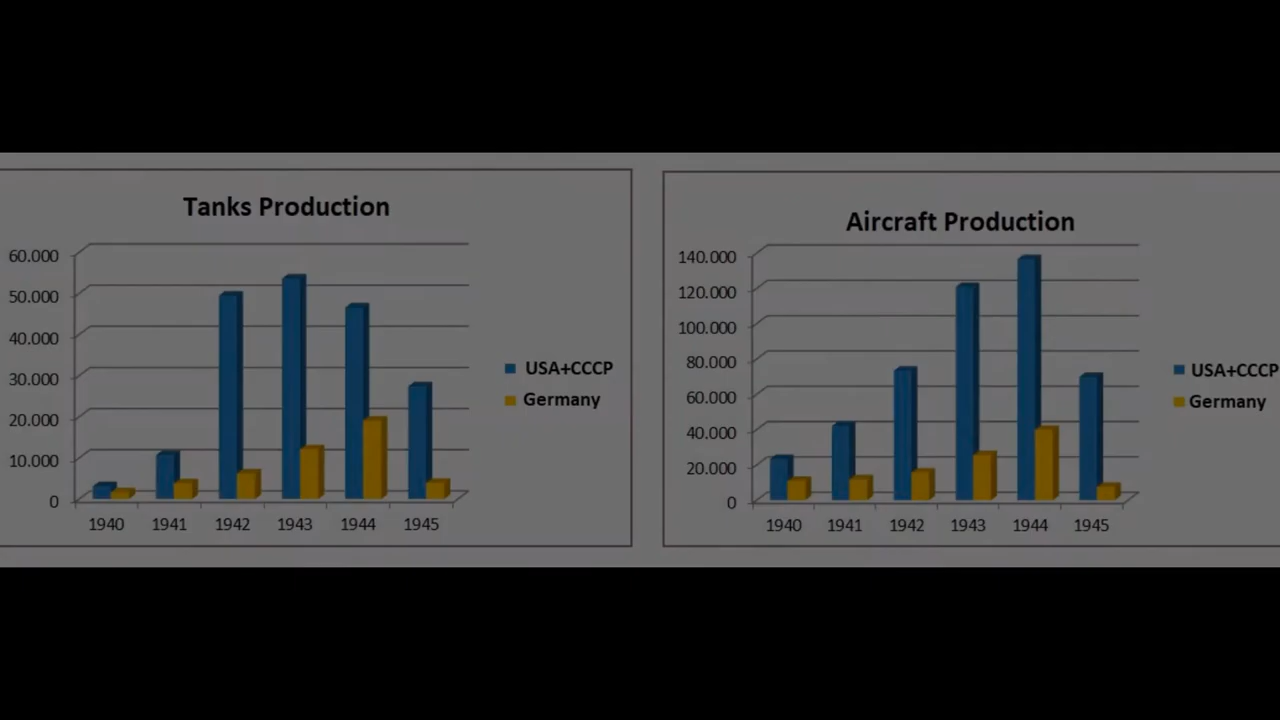 Tanks Production
60.000
50.000
40.000
30.000
20.000
10.000
0
1940 1941 1942 1943 1944 1945
USA+CCCP
Germany
Aircraft Production
140.000
120.000
100.000
80.000
60.000
40.000
20.000
0
1940 1941 1942 1943 1944 1945
USA+CCCP
Germany